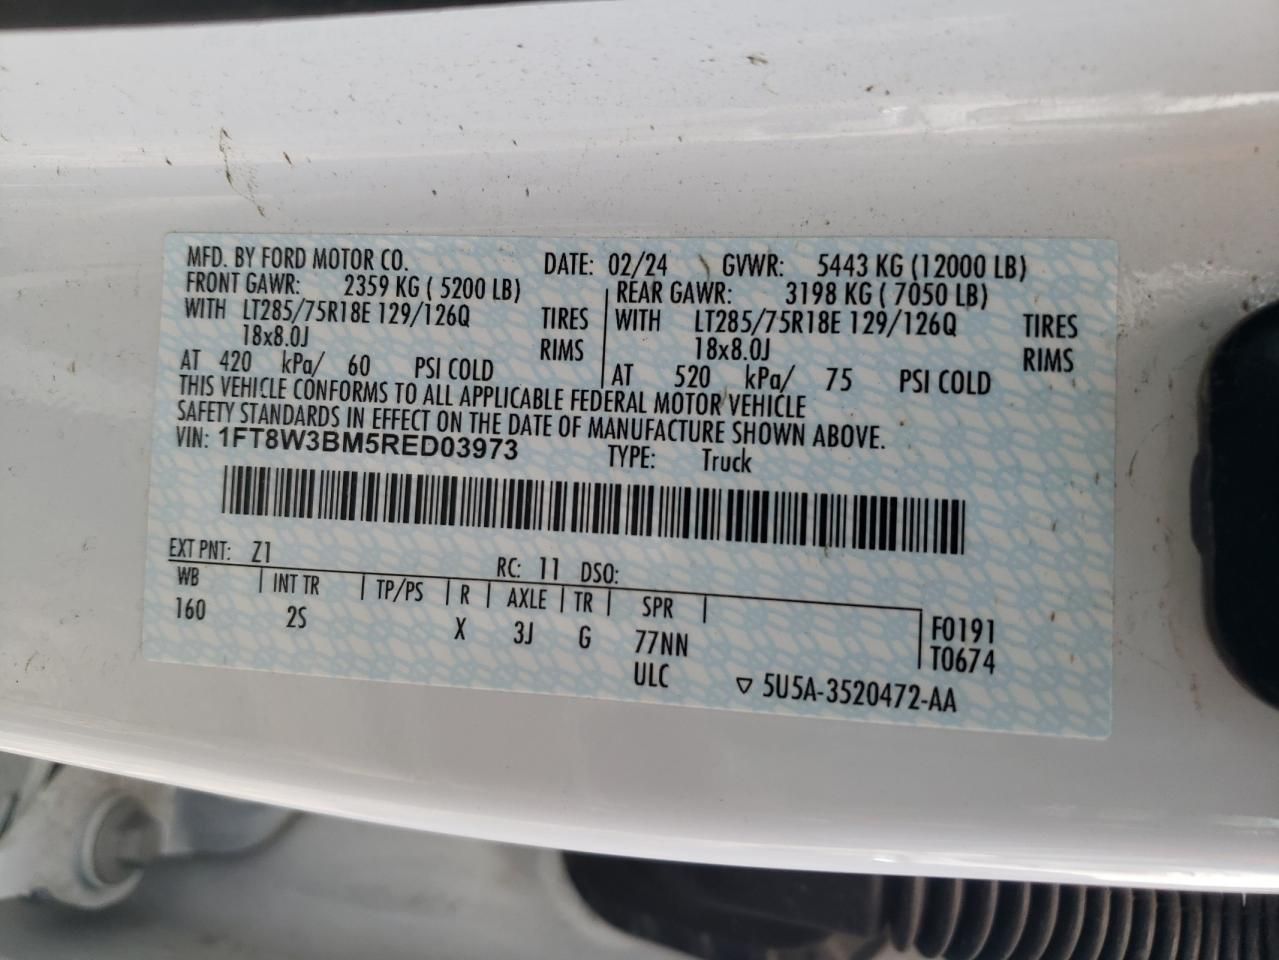 MFD. BY FORD MOTOR CO. DATE: 02/24 GVWR: 5443 KG (12000 LB)
FRONT GAWR: 2359 KG ( 5200 LB) REAR GAWR: 3198 KG ( 7050 LB)
WITH LT285/75R18E 129/126Q TIRES WITH LT285/75R18E 129/126Q TIRES
18x8.0J RIMS 18x8.0J RIMS
AT 420 kPa/ 60 PSI COLD AT 520 kPa/ 75 PSI COLD
THIS VEHICLE CONFORMS TO ALL APPLICABLE FEDERAL MOTOR VEHICLE
SAFETY STANDARDS IN EFFECT ON THE DATE OF MANUFACTURE SHOWN ABOVE.
VIN: 1FT8W3BM5RED03973 TYPE: Truck
EXT PNT: Z1 RC: 11 DSO:
WB INT TR TP/PS R AXLE TR SPR
160 2S X 3J G 77NN
ULC
F0191
T0674
▽ 5U5A-3520472-AA